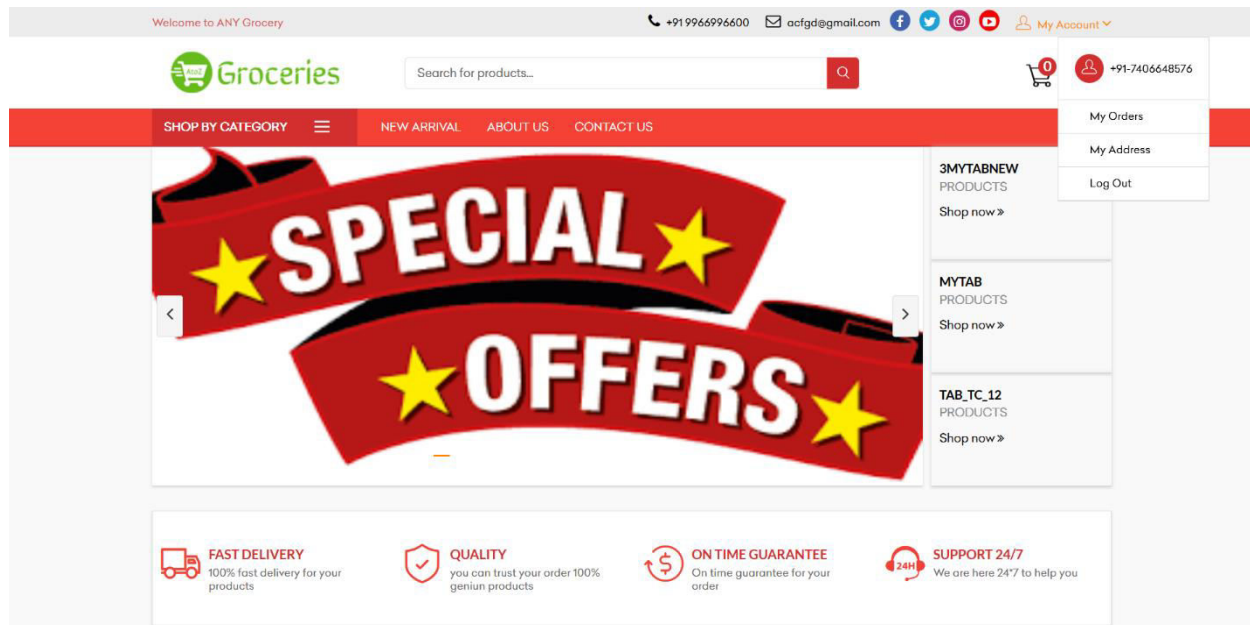 Welcome to ANY Grocery
+91 9966996600
acfgd@gmail.com
My Account
AtoZ
Groceries
Search for products...
0
+91-7406648576
My Orders
My Address
Log Out
SHOP BY CATEGORY
NEW ARRIVAL
ABOUT US
CONTACT US
SPECIAL
OFFERS
3MYTABNEW
PRODUCTS
Shop now »
MYTAB
PRODUCTS
Shop now »
TAB_TC_12
PRODUCTS
Shop now »
FAST DELIVERY
100% fast delivery for your
products
QUALITY
you can trust your order 100%
geniun products
ON TIME GUARANTEE
On time guarantee for your
order
24H
SUPPORT 24/7
We are here 24*7 to help you